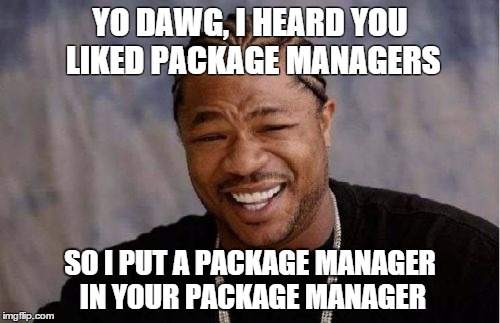 YO DAWG, I HEARD YOU
LIKED PACKAGE MANAGERS
SO I PUT A PACKAGE MANAGER
IN YOUR PACKAGE MANAGER
imgflip.com